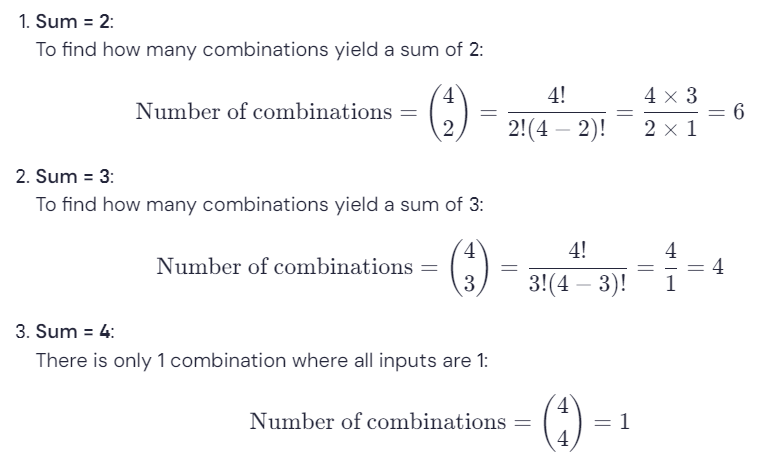 1. Sum = 2:
To find how many combinations yield a sum of 2:
Number of combinations = \binom{4}{2} = \frac{4!}{2!(4-2)!} = \frac{4 \times 3}{2 \times 1} = 6
2. Sum = 3:
To find how many combinations yield a sum of 3:
Number of combinations = \binom{4}{3} = \frac{4!}{3!(4-3)!} = \frac{4}{1} = 4
3. Sum = 4:
There is only 1 combination where all inputs are 1:
Number of combinations = \binom{4}{4} = 1